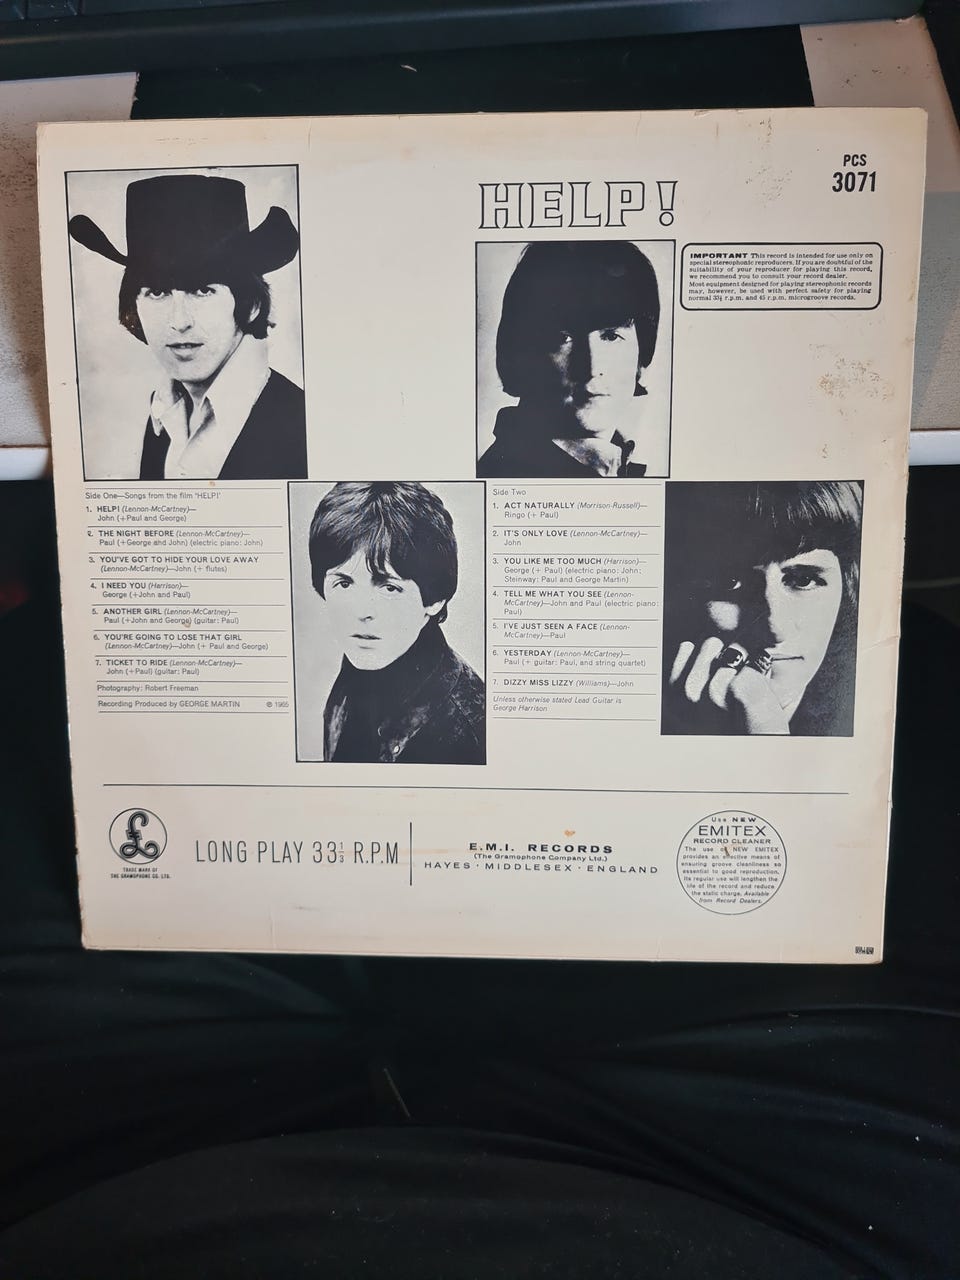 PCS
3071
HELP!
IMPORTANT This record is intended for use only on
special stereophonic reproducers. If you are doubtful of the
suitability of your reproducer for playing this record,
we recommend you to consult your record dealer.
Most equipment designed for playing stereophonic records
may, however, be used with perfect safety for playing
normal 33⅓ r.p.m. and 45 r.p.m. microgroove records.
Side One—Songs from the film 'HELP!'
1. HELP! (Lennon-McCartney)—
John (+Paul and George)
2. THE NIGHT BEFORE (Lennon-McCartney)—
Paul (+George and John) (electric piano: John)
3. YOU'VE GOT TO HIDE YOUR LOVE AWAY
(Lennon-McCartney)—John (+ flutes)
4. I NEED YOU (Harrison)—
George (+John and Paul)
5. ANOTHER GIRL (Lennon-McCartney)—
Paul (+John and George) (guitar: Paul)
6. YOU'RE GOING TO LOSE THAT GIRL
(Lennon-McCartney)—John (+ Paul and George)
7. TICKET TO RIDE (Lennon-McCartney)—
John (+Paul) (guitar: Paul)
Photography: Robert Freeman
Recording Produced by GEORGE MARTIN ℗ 1965
Side Two
1. ACT NATURALLY (Morrison-Russell)—
Ringo (+ Paul)
2. IT'S ONLY LOVE (Lennon-McCartney)—
John
3. YOU LIKE ME TOO MUCH (Harrison)—
George (+ Paul) (electric piano: John;
Steinway: Paul and George Martin)
4. TELL ME WHAT YOU SEE (Lennon-
McCartney)—John and Paul (electric piano:
Paul)
5. I'VE JUST SEEN A FACE (Lennon-
McCartney)—Paul
6. YESTERDAY (Lennon-McCartney)—
Paul (+ guitar: Paul, and string quartet)
7. DIZZY MISS LIZZY (Williams)—John
Unless otherwise stated Lead Guitar is
George Harrison
£
TRADE MARK OF
THE GRAMOPHONE CO. LTD.
LONG PLAY 33⅓ R.P.M
E.M.I. RECORDS
(The Gramophone Company Ltd.)
HAYES · MIDDLESEX · ENGLAND
Use NEW
EMITEX
RECORD CLEANER
The use of NEW EMITEX
provides an effective means of
ensuring groove cleanliness so
essential to good reproduction.
Its regular use will lengthen the
life of the record and reduce
the static charge. Available
from Record Dealers.